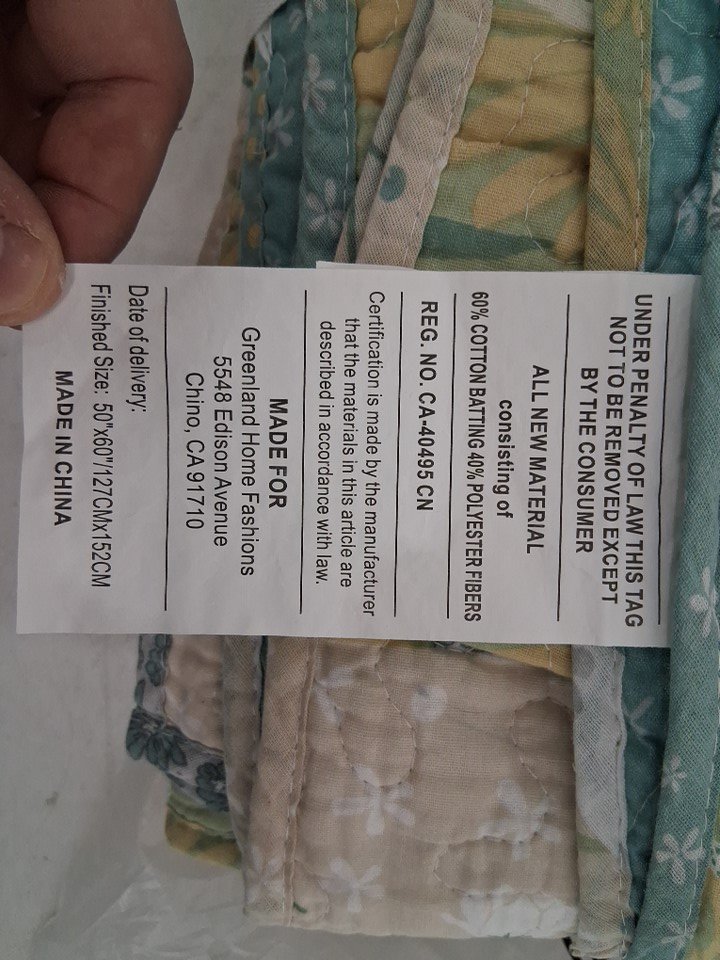 UNDER PENALTY OF LAW THIS TAG
NOT TO BE REMOVED EXCEPT
BY THE CONSUMER
ALL NEW MATERIAL
consisting of
60% COTTON BATTING 40% POLYESTER FIBERS
REG. NO. CA-40495 CN
Certification is made by the manufacturer
that the materials in this article are
described in accordance with law.
MADE FOR
Greenland Home Fashions
5548 Edison Avenue
Chino, CA91710
Date of delivery:
Finished Size: 50"x60"/127CMx152CM
MADE IN CHINA